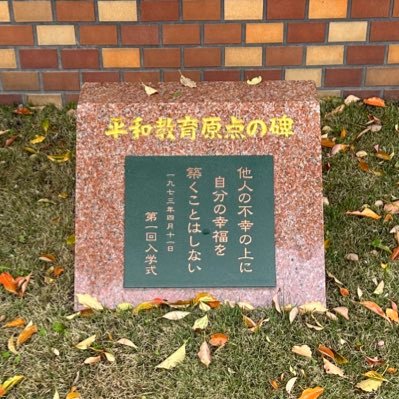 平和教育原点の碑
他人の不幸の上に
自分の幸福を
築くことはしない
一九七三年四月十一日
第一回入学式